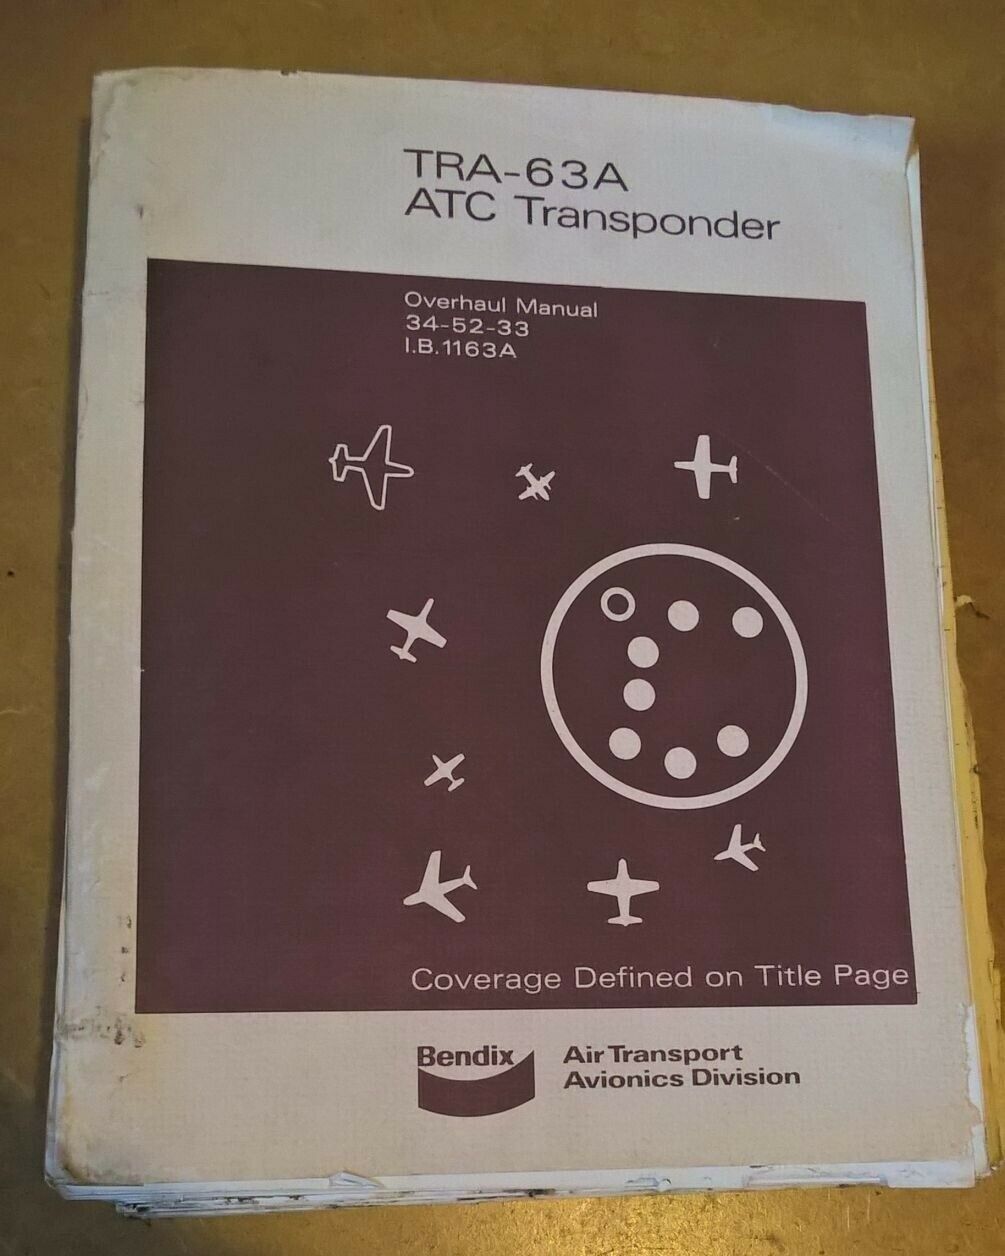 TRA-63A
ATC Transponder
Overhaul Manual
34-52-33
I.B.1163A
Coverage Defined on Title Page
Bendix
Air Transport
Avionics Division